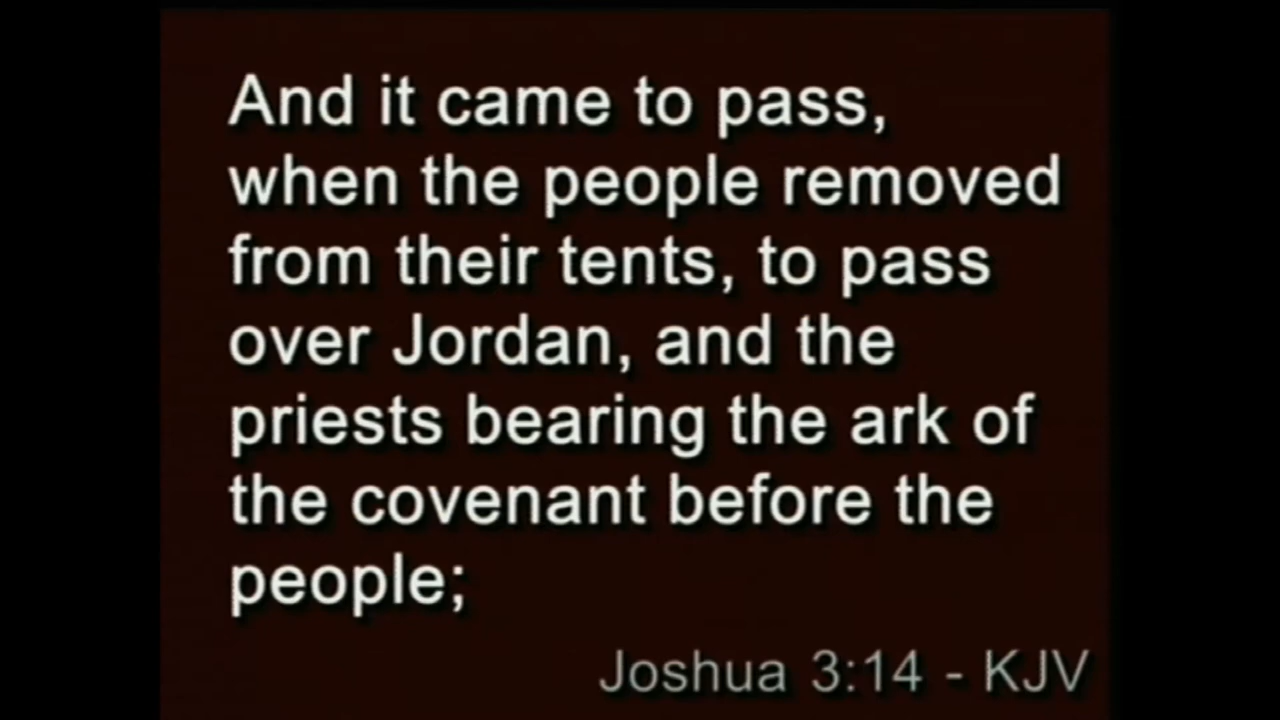 And it came to pass,
when the people removed
from their tents, to pass
over Jordan, and the
priests bearing the ark of
the covenant before the
people;
Joshua 3:14 - KJV